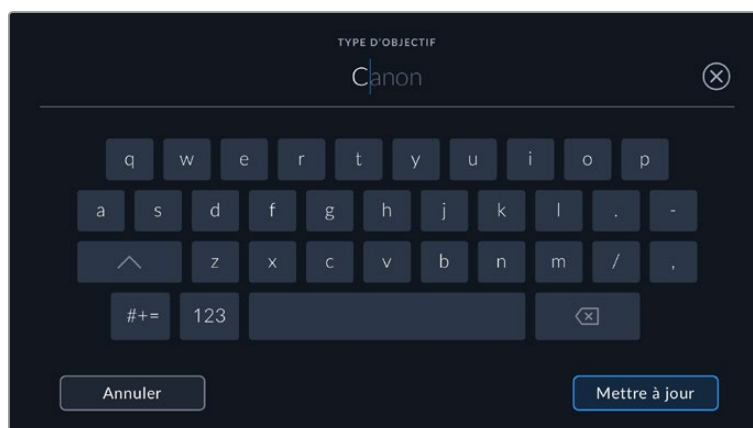 TYPE D'OBJECTIF
Canon
q w e r t y u i o p
a s d f g h j k l . -
z x c v b n m / ,
#+= 123
Annuler Mettre à jour